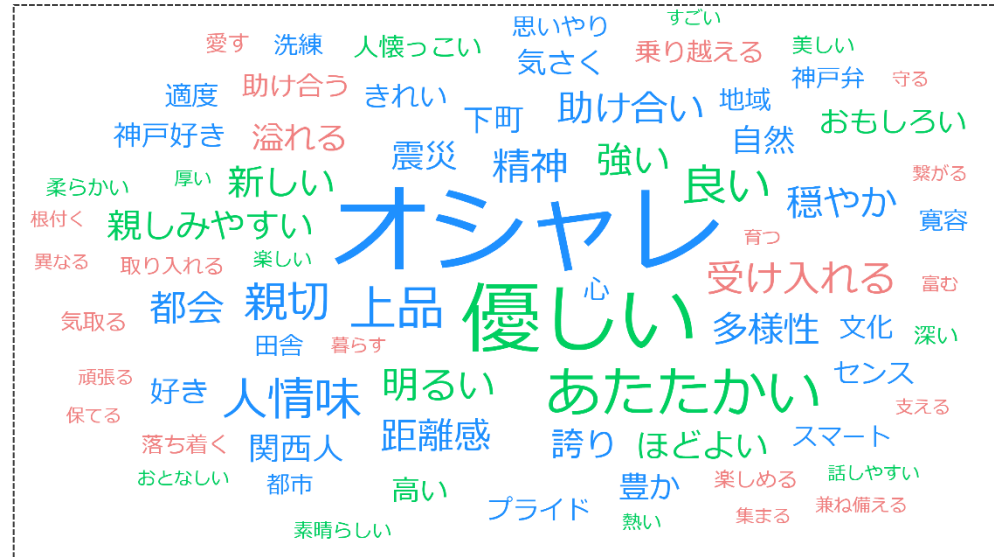 すごい
思いやり
愛す 洗練 人懐っこい 気さく 乗り越える 美しい
神戸弁 守る
適度 助け合う きれい 下町 助け合い 地域 おもしろい
神戸好き 溢れる 震災 精神 強い 自然
柔らかい 厚い 新しい 良い 穏やか 繋がる
根付く 親しみやすい オシャレ 育つ 寛容
異なる 取り入れる 楽しい 受け入れる 富む
気取る 都会 親切 上品 優しい 心 多様性 文化 深い
田舎 暮らす
頑張る 好き 人情味 明るい あたたかい センス 支える
保てる
落ち着く 関西人 距離感 誇り ほどよい スマート
おとなしい 都市 高い プライド 豊か 楽しめる 話しやすい
素晴らしい 熱い 集まる 兼ね備える